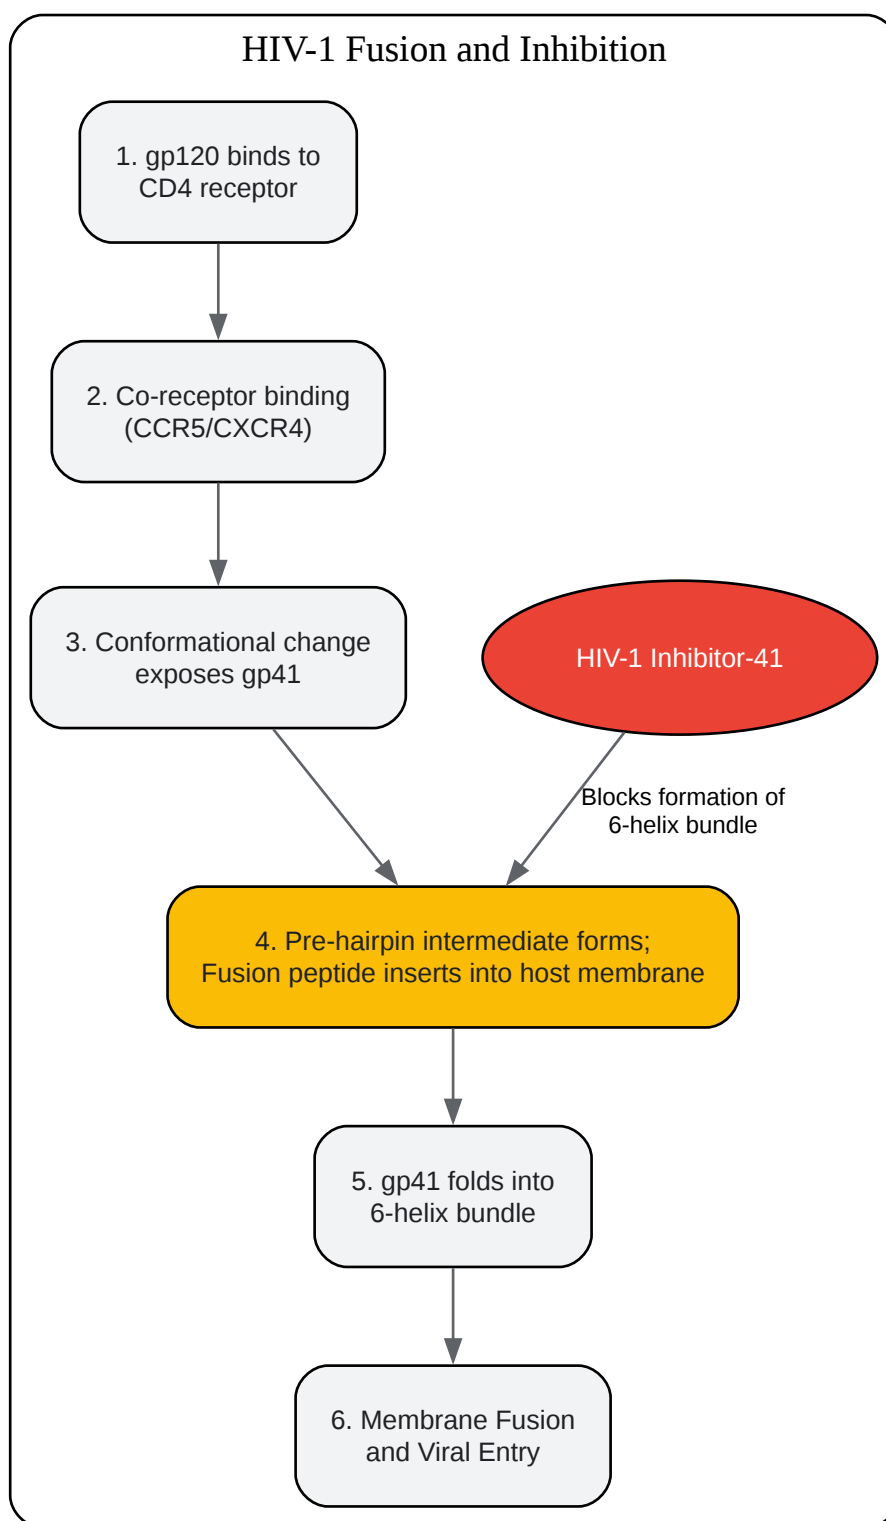 HIV-1 Fusion and Inhibition
1. gp120 binds to
CD4 receptor
2. Co-receptor binding
(CCR5/CXCR4)
3. Conformational change
exposes gp41
HIV-1 Inhibitor-41
Blocks formation of
6-helix bundle
4. Pre-hairpin intermediate forms;
Fusion peptide inserts into host membrane
5. gp41 folds into
6-helix bundle
6. Membrane Fusion
and Viral Entry